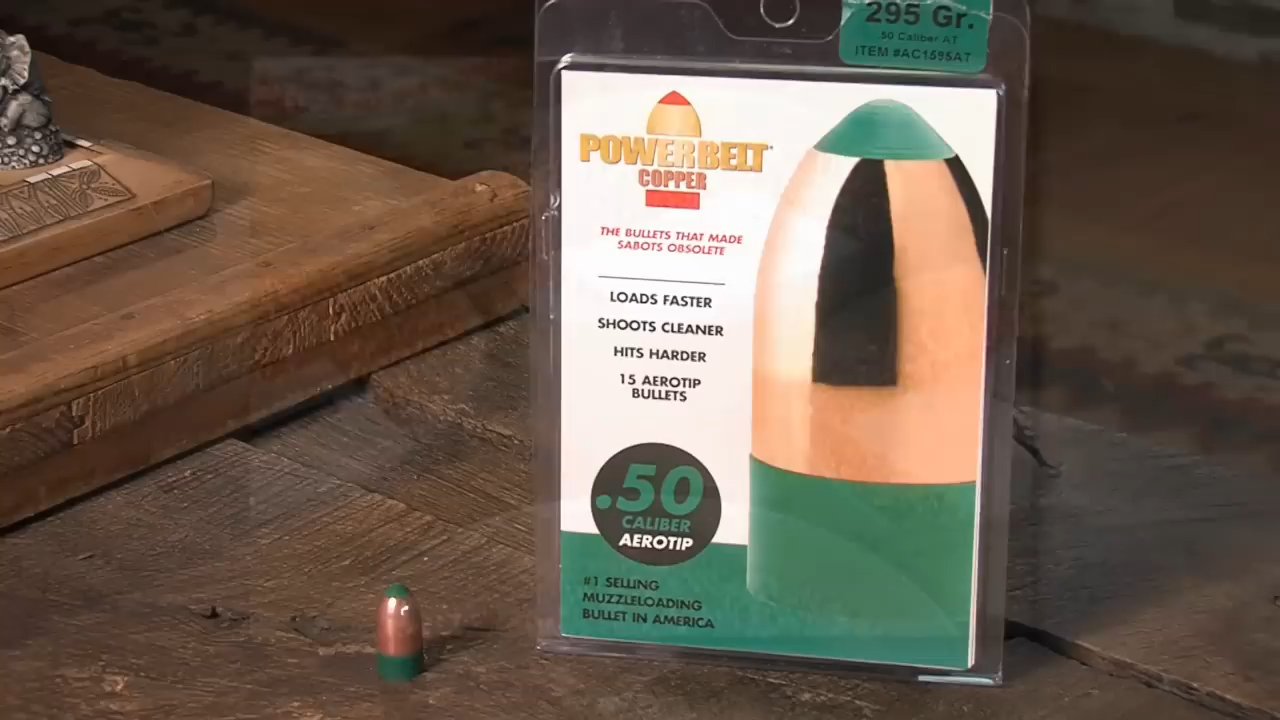 295 Gr.
.50 Caliber AT
ITEM #AC1595AT
POWERBELT
COPPER
THE BULLETS THAT MADE
SABOTS OBSOLETE
LOADS FASTER
SHOOTS CLEANER
HITS HARDER
15 AEROTIP
BULLETS
.50
CALIBER
AEROTIP
#1 SELLING
MUZZLELOADING
BULLET IN AMERICA